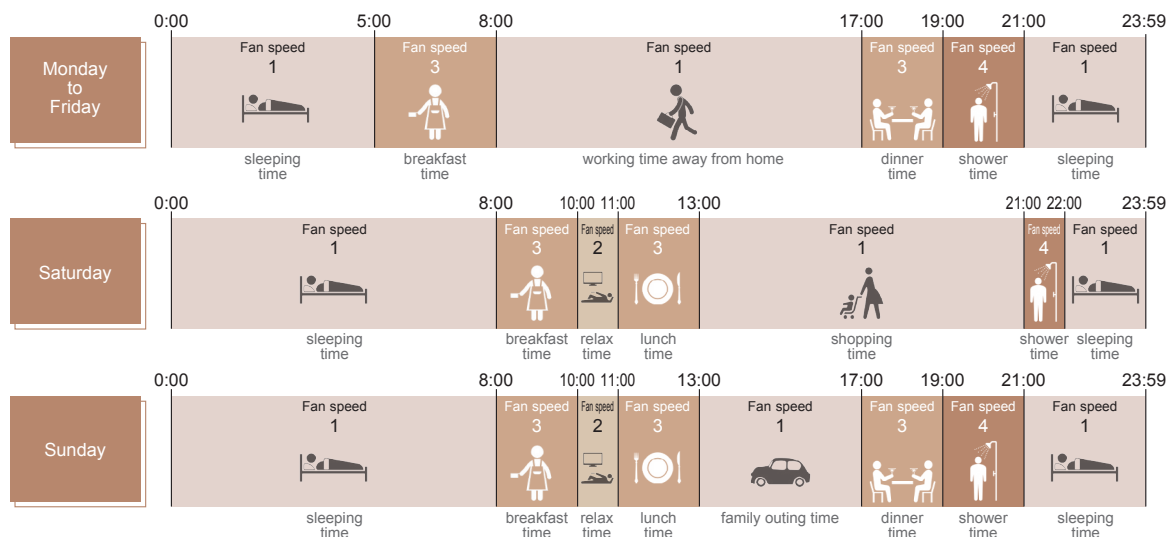 0:00 5:00 8:00 17:00 19:00 21:00 23:59
Monday
to
Friday
Fan speed Fan speed Fan speed Fan speed Fan speed Fan speed
1 3 1 3 4 1
sleeping breakfast working time away from home dinner shower sleeping
time time time time time
0:00 8:00 10:00 11:00 13:00 21:00 22:00 23:59
Saturday
Fan speed Fan speed Fan speed Fan speed Fan speed Fan speed Fan speed
1 3 2 3 1 4 1
sleeping breakfast relax lunch shopping shower sleeping
time time time time time time time
0:00 8:00 10:00 11:00 13:00 17:00 19:00 21:00 23:59
Sunday
Fan speed Fan speed Fan speed Fan speed Fan speed Fan speed Fan speed Fan speed
1 3 2 3 1 3 4 1
sleeping breakfast relax lunch family outing time dinner shower sleeping
time time time time time time time